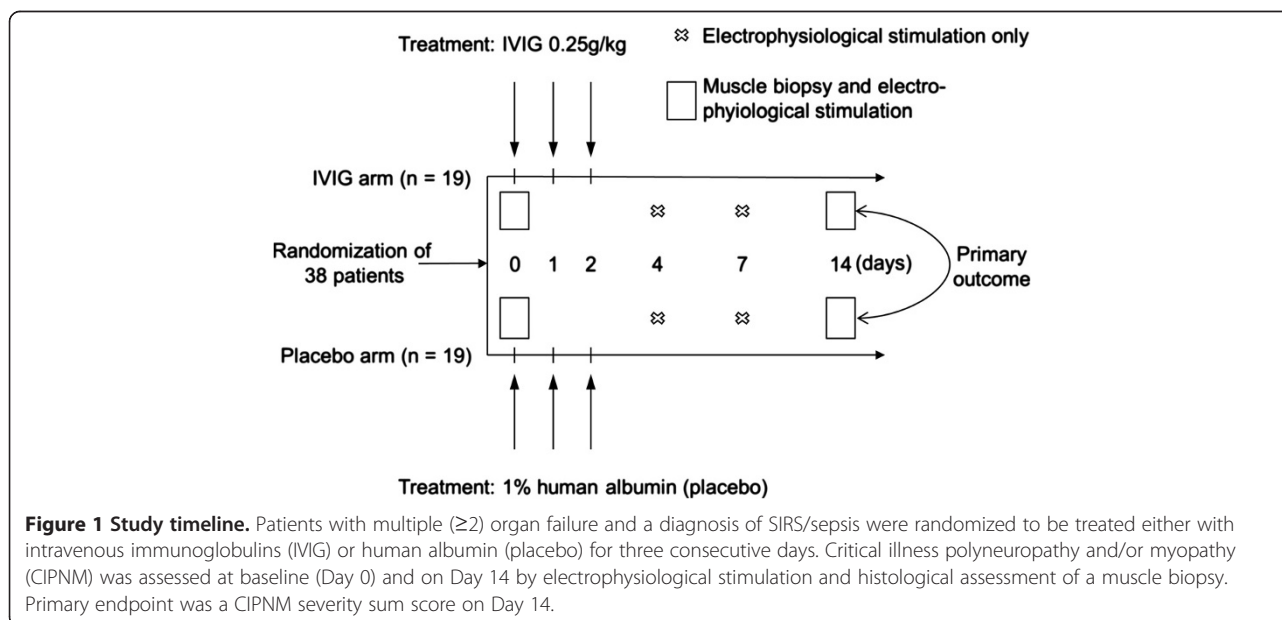 Treatment: IVIG 0.25g/kg
Electrophysiological stimulation only
Muscle biopsy and electro-
phyiological stimulation
IVIG arm (n = 19)
Randomization of
38 patients
0 1 2 4 7 14 (days)
Primary
outcome
Placebo arm (n = 19)
Treatment: 1% human albumin (placebo)
Figure 1 Study timeline. Patients with multiple (≥2) organ failure and a diagnosis of SIRS/sepsis were randomized to be treated either with
intravenous immunoglobulins (IVIG) or human albumin (placebo) for three consecutive days. Critical illness polyneuropathy and/or myopathy
(CIPNM) was assessed at baseline (Day 0) and on Day 14 by electrophysiological stimulation and histological assessment of a muscle biopsy.
Primary endpoint was a CIPNM severity sum score on Day 14.